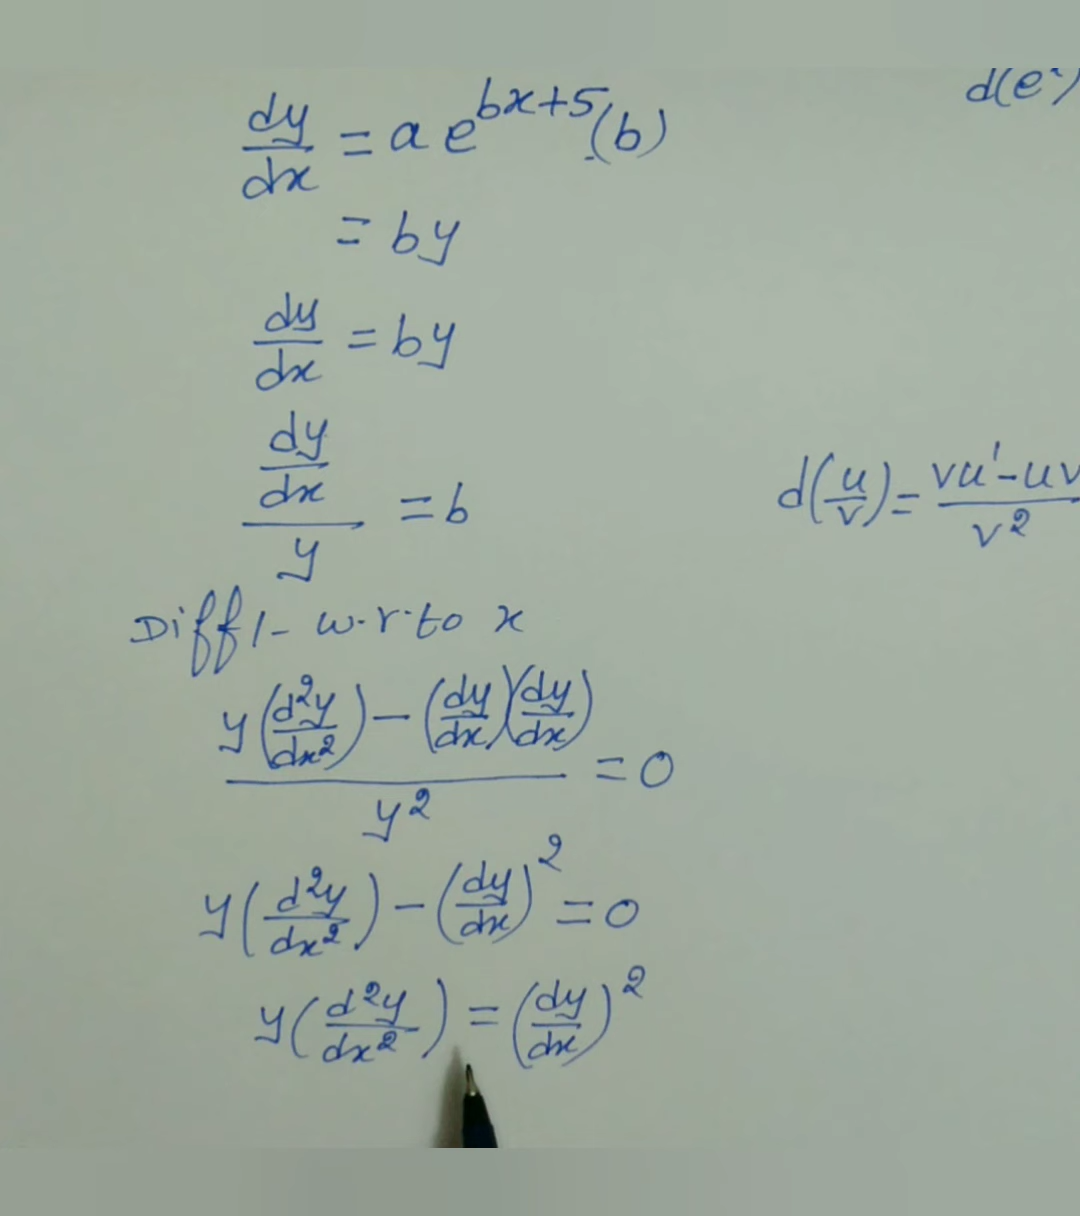 dy/dx = a e^(bx+5) (b)
= by
dy/dx = by
(dy/dx)/y = b
Diff/- w.r.to x
(y(d²y/dx²) - (dy/dx)(dy/dx))/y² = 0
y(d²y/dx²) - (dy/dx)² = 0
y(d²y/dx²) = (dy/dx)²
d(e^x)
d(u/v) = (vu' - uv)/v²